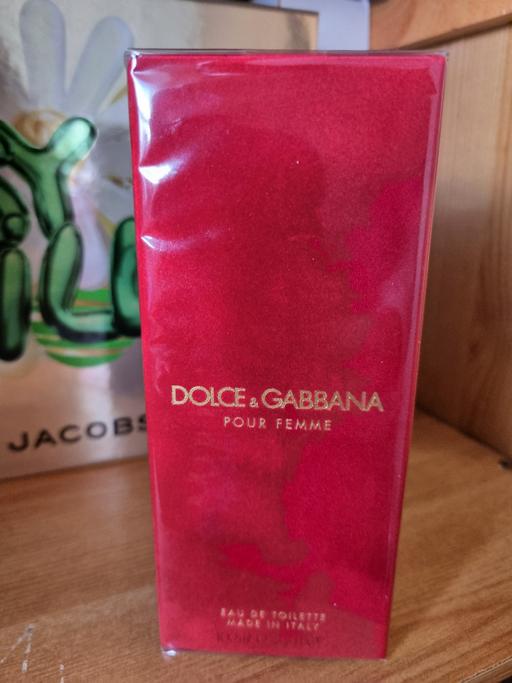 DOLCE & GABBANA
POUR FEMME
EAU DE TOILETTE
MADE IN ITALY
JACOBS